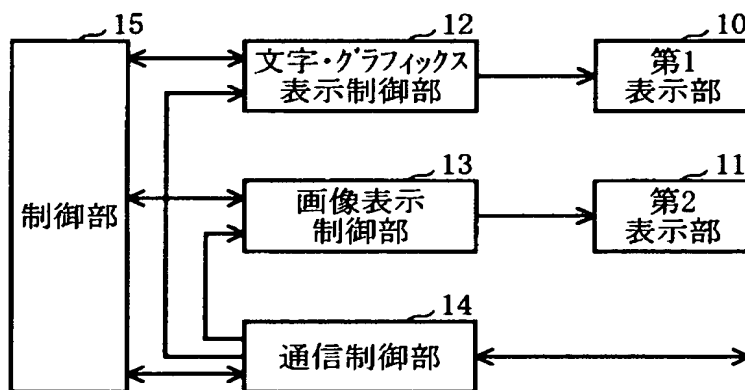 15
制御部
12
文字・グラフィックス
表示制御部
10
第1
表示部
13
画像表示
制御部
11
第2
表示部
14
通信制御部